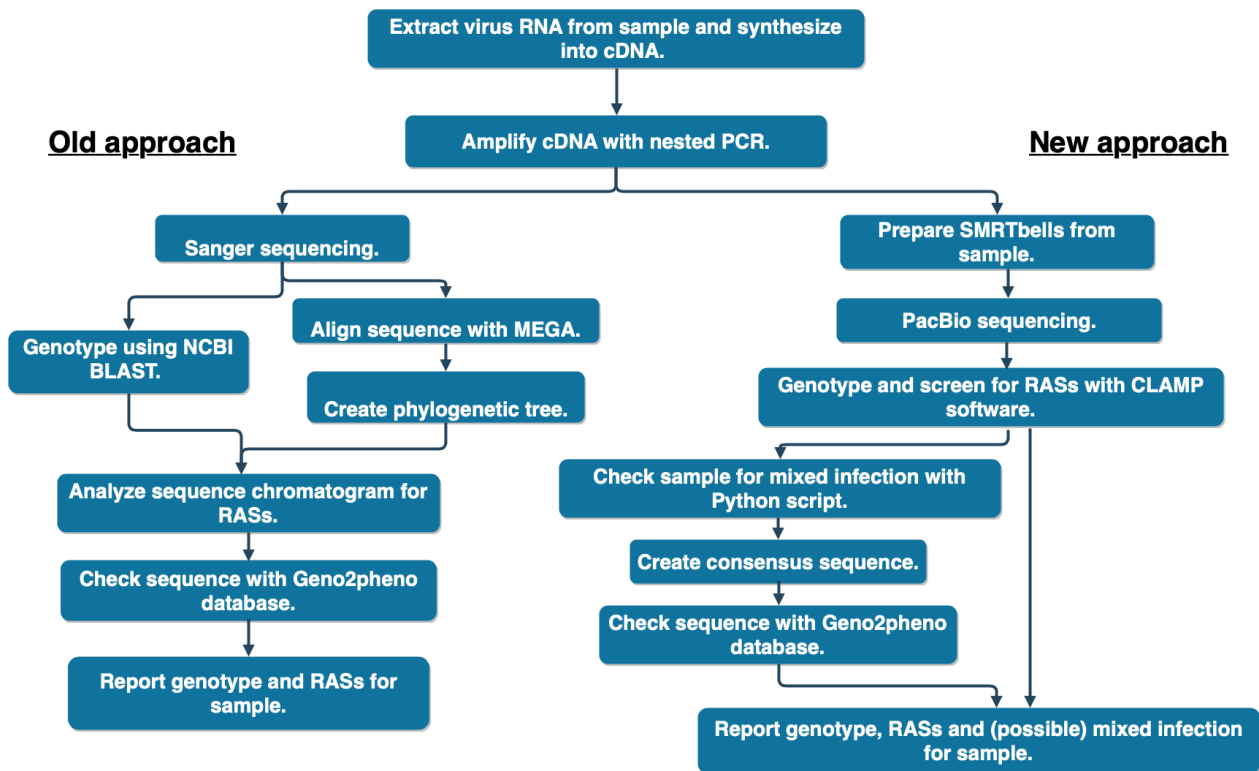 Extract virus RNA from sample and synthesize
into cDNA.
Old approach
Amplify cDNA with nested PCR.
New approach
Sanger sequencing.
Genotype using NCBI
BLAST.
Align sequence with MEGA.
Create phylogenetic tree.
Analyze sequence chromatogram for
RASs.
Check sequence with Geno2pheno
database.
Report genotype and RASs for
sample.
Prepare SMRTbells from
sample.
PacBio sequencing.
Genotype and screen for RASs with CLAMP
software.
Check sample for mixed infection with
Python script.
Create consensus sequence.
Check sequence with Geno2pheno
database.
Report genotype, RASs and (possible) mixed infection
for sample.